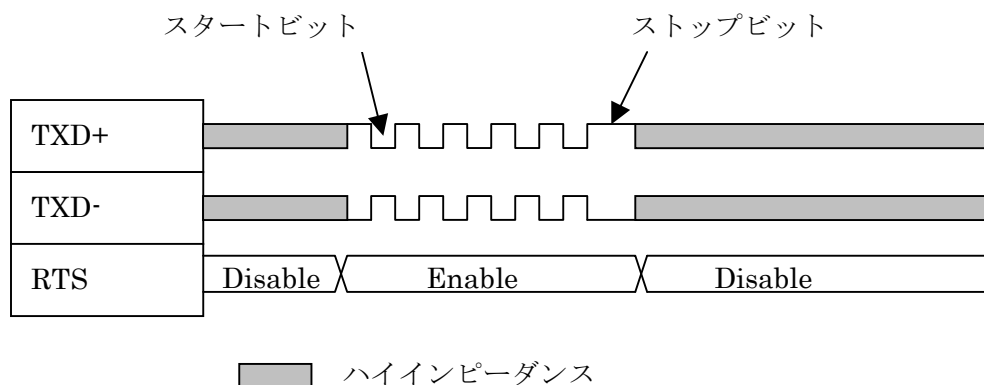 スタートビット ストップビット
TXD+
TXD-
RTS Disable Enable Disable
ハイインピーダンス